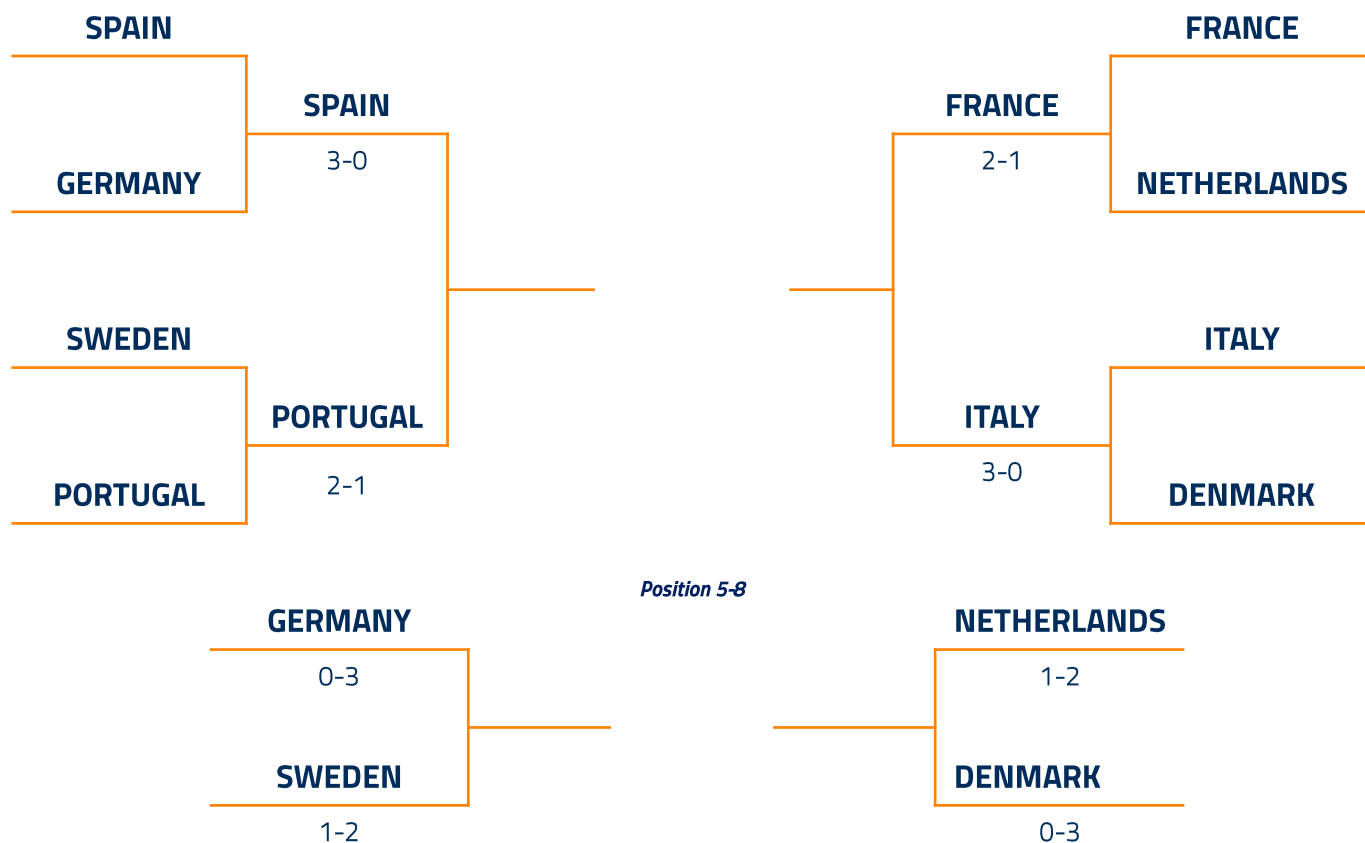 SPAIN
FRANCE
SPAIN
FRANCE
3-0
2-1
GERMANY
NETHERLANDS
SWEDEN
ITALY
PORTUGAL
ITALY
2-1
3-0
PORTUGAL
DENMARK
Position 5-8
GERMANY
NETHERLANDS
0-3
1-2
SWEDEN
DENMARK
1-2
0-3